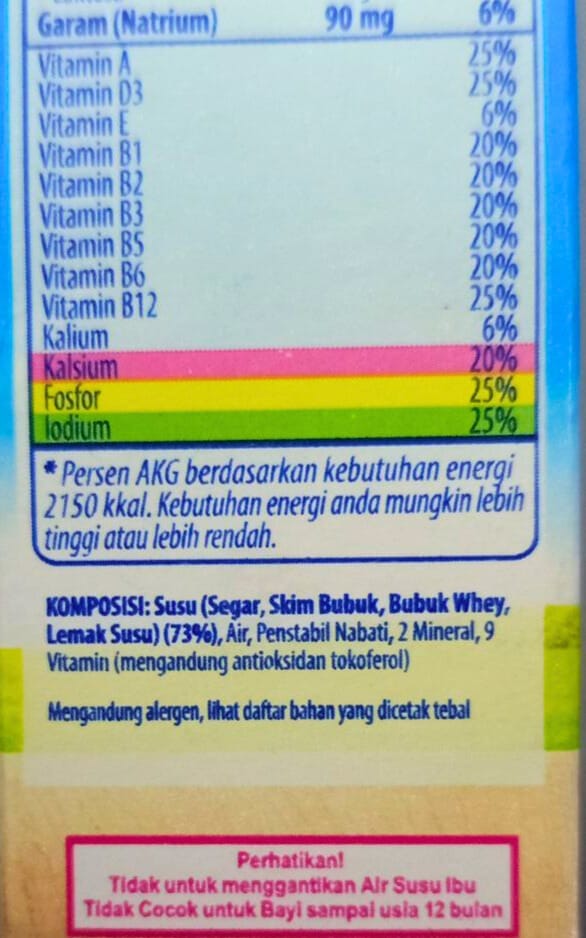 Garam (Natrium) 90 mg 6%
Vitamin A 25%
Vitamin D3 25%
Vitamin E 6%
Vitamin B1 20%
Vitamin B2 20%
Vitamin B3 20%
Vitamin B5 20%
Vitamin B6 20%
Vitamin B12 25%
Kalium 6%
Kalsium 20%
Fosfor 25%
Iodium 25%
* Persen AKG berdasarkan kebutuhan energi
2150 kkal. Kebutuhan energi anda mungkin lebih
tinggi atau lebih rendah.
KOMPOSISI: Susu (Segar, Skim Bubuk, Bubuk Whey,
Lemak Susu) (73%), Air, Penstabil Nabati, 2 Mineral, 9
Vitamin (mengandung antioksidan tokoferol)
Mengandung alergen, lihat daftar bahan yang dicetak tebal
Perhatikan!
Tidak untuk menggantikan Air Susu Ibu
Tidak Cocok untuk Bayi sampai usia 12 bulan